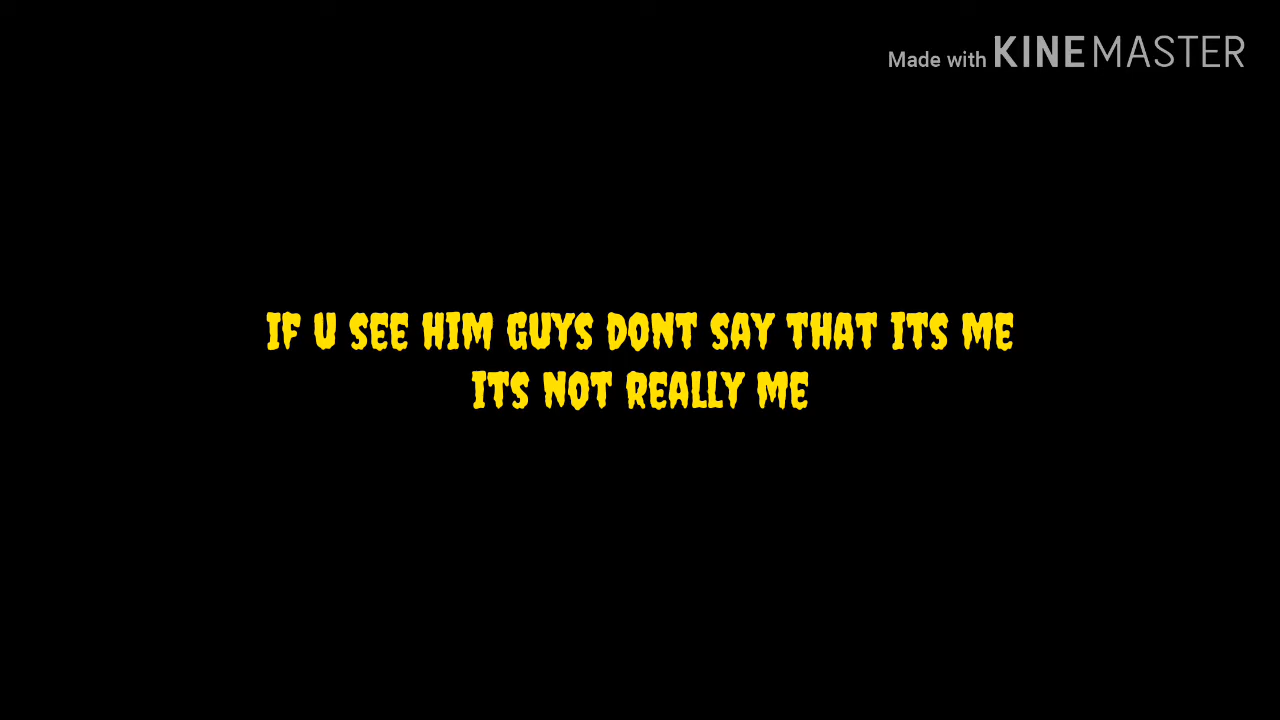 Made with KINEMASTER
IF U SEE HIM GUYS DONT SAY THAT ITS ME
ITS NOT REALLY ME